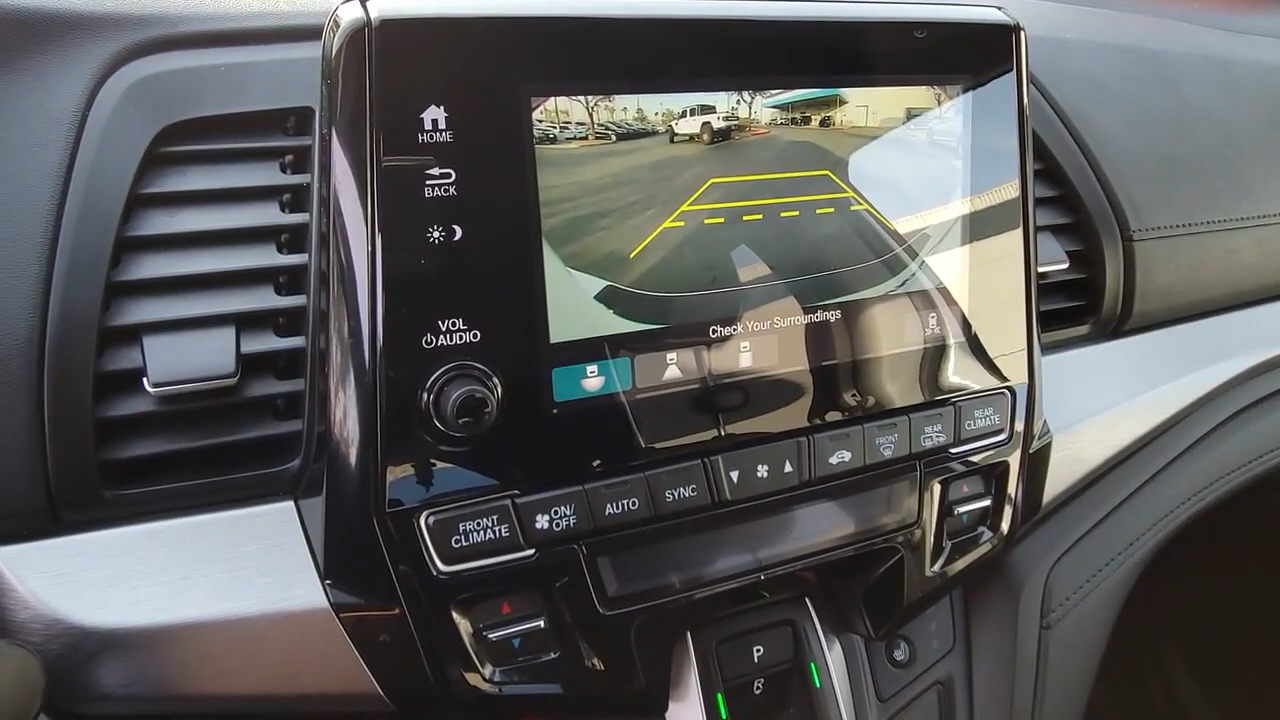 HOME
BACK
VOL
AUDIO
Check Your Surroundings
FRONT
CLIMATE
ON/
OFF
AUTO
SYNC
FRONT
REAR
REAR
CLIMATE
P